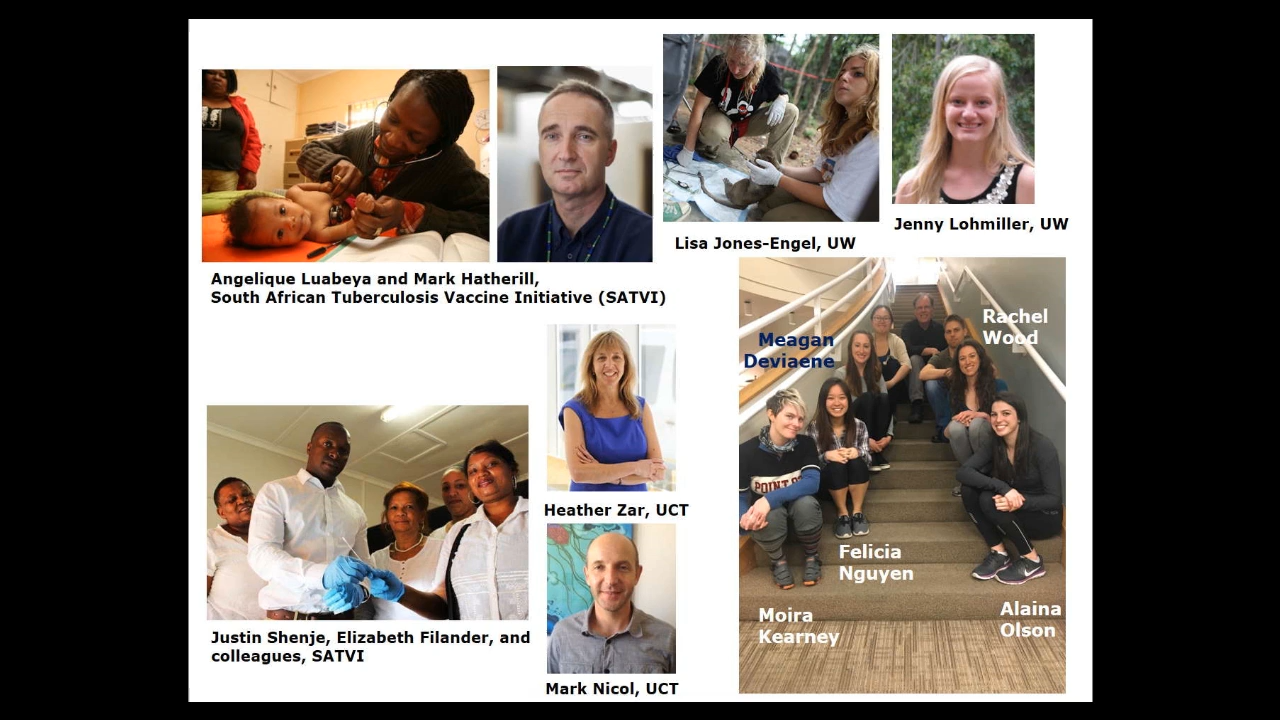 Angelique Luabeya and Mark Hatherill,
South African Tuberculosis Vaccine Initiative (SATVI)
Lisa Jones-Engel, UW
Jenny Lohmiller, UW
Justin Shenje, Elizabeth Filander, and
colleagues, SATVI
Heather Zar, UCT
Mark Nicol, UCT
Meagan
Deviaene
Rachel
Wood
POINT
Felicia
Nguyen
Moira
Kearney
Alaina
Olson